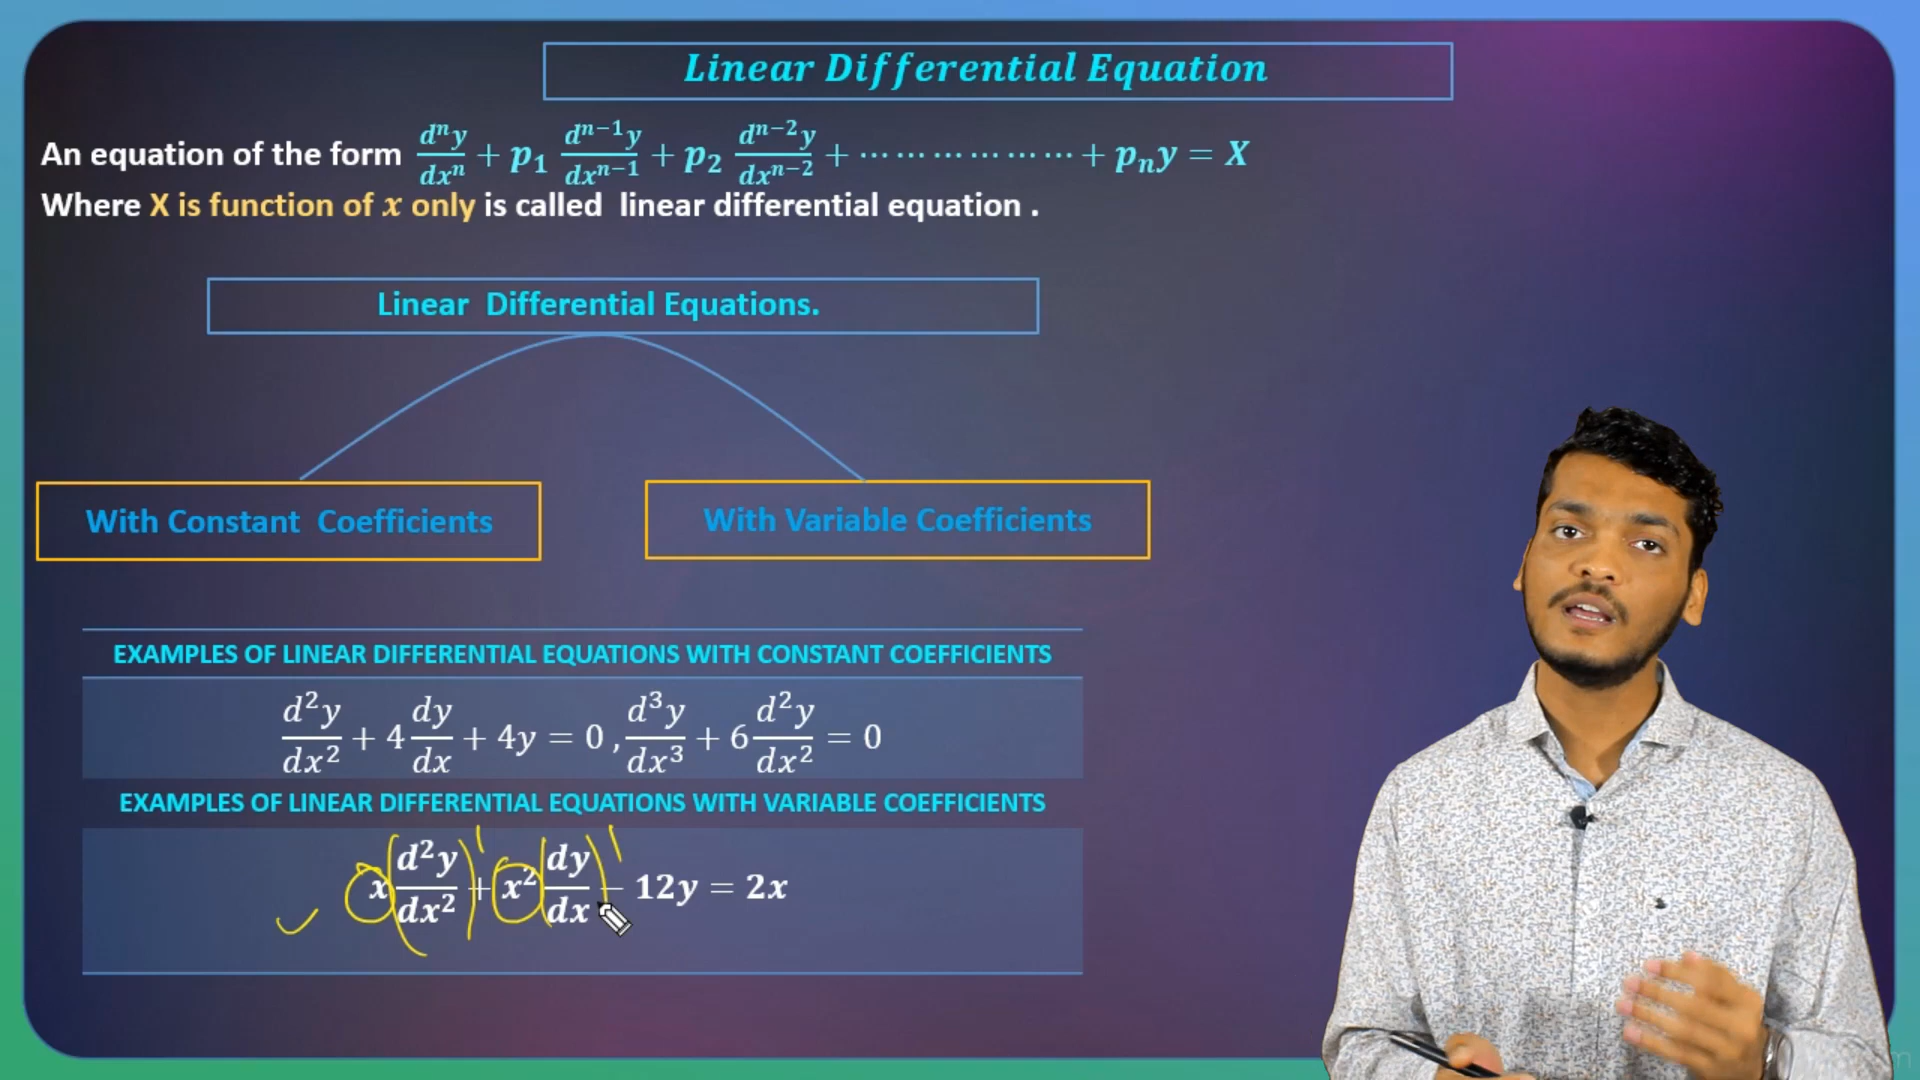 Linear Differential Equation
An equation of the form dⁿy/dxⁿ + p₁ dⁿ⁻¹y/dxⁿ⁻¹ + p₂ dⁿ⁻²y/dxⁿ⁻² + ⋯⋯⋯⋯⋯⋯ + pₙy = X
Where X is function of x only is called linear differential equation .
Linear Differential Equations.
With Constant Coefficients
With Variable Coefficients
EXAMPLES OF LINEAR DIFFERENTIAL EQUATIONS WITH CONSTANT COEFFICIENTS
d²y/dx² + 4 dy/dx + 4y = 0 , d³y/dx³ + 6 d²y/dx² = 0
EXAMPLES OF LINEAR DIFFERENTIAL EQUATIONS WITH VARIABLE COEFFICIENTS
x (d²y/dx²)¹ + x² (dy/dx)¹ − 12y = 2x